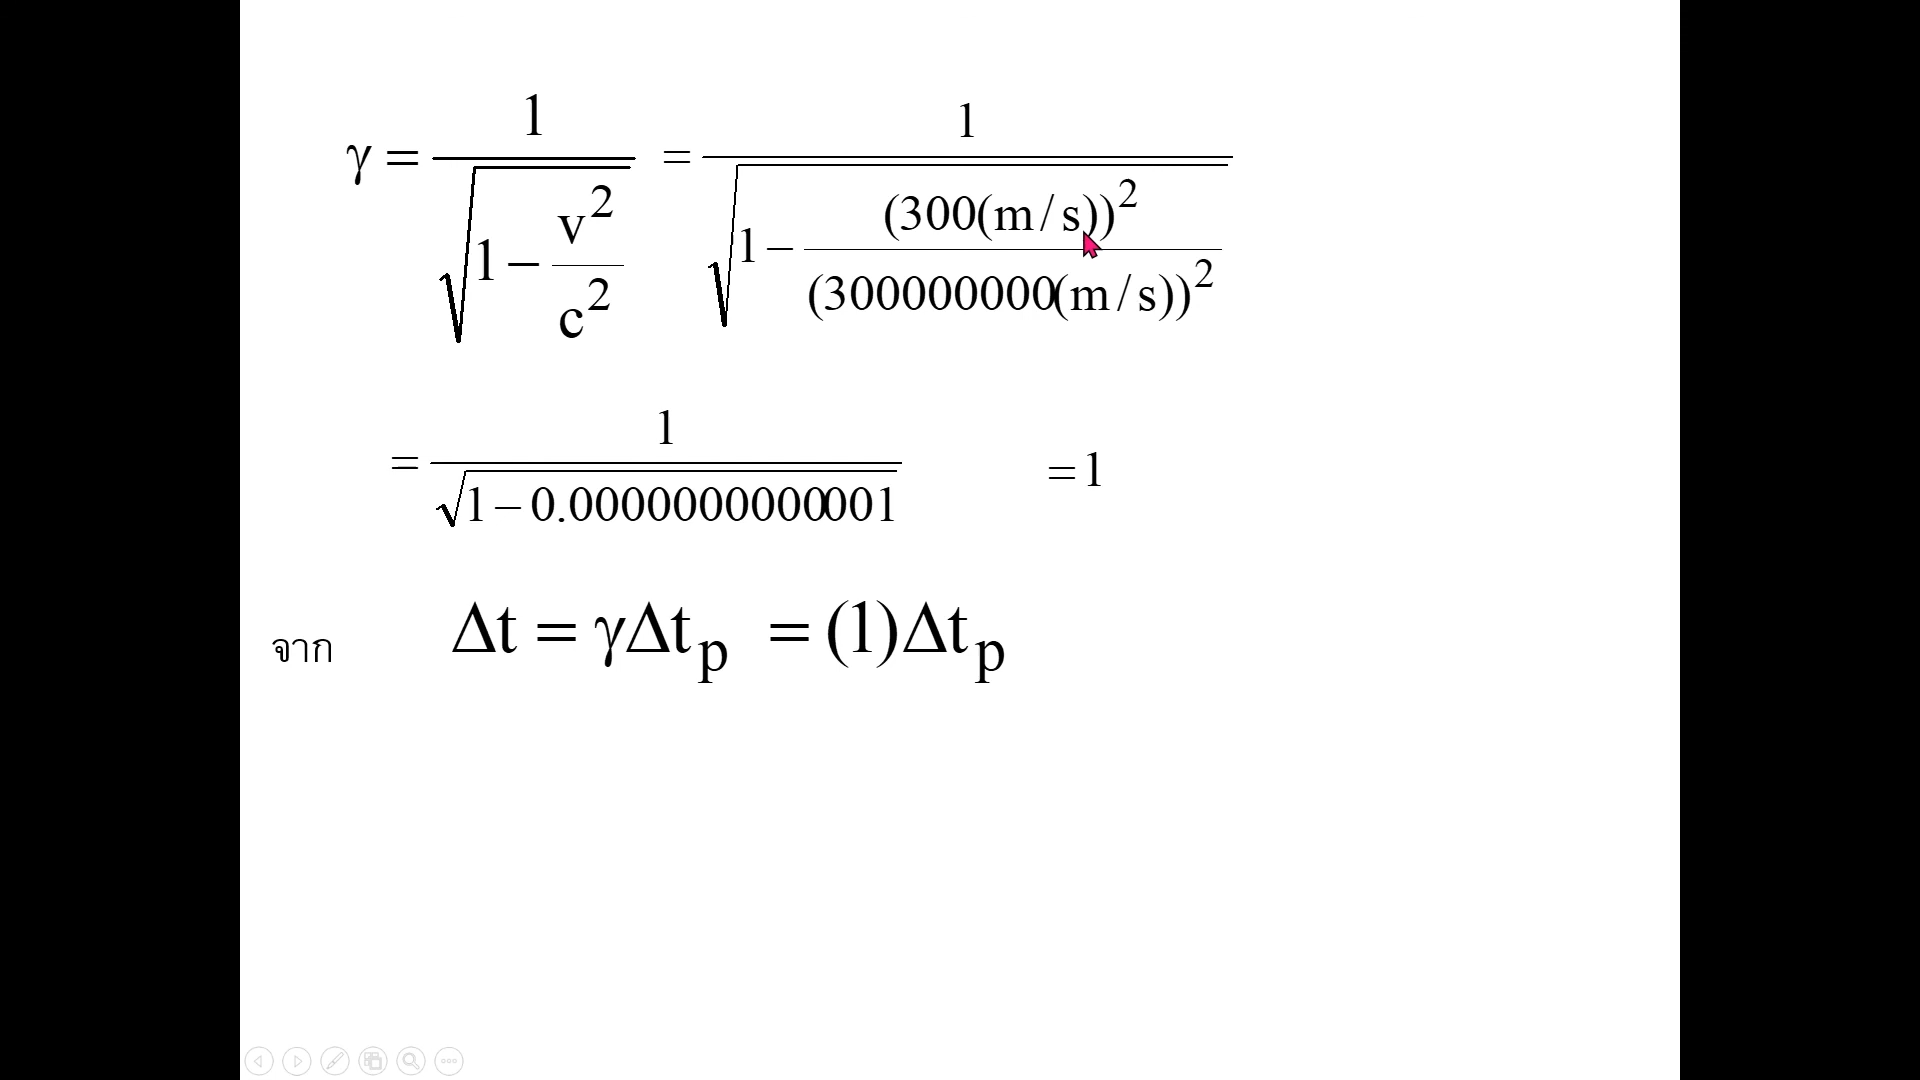 γ = 1/√(1 − v²/c²) = 1/√(1 − (300(m/s))²/(300000000(m/s))²)
= 1/√(1 − 0.0000000000001) = 1
จาก Δt = γΔtₚ = (1)Δtₚ